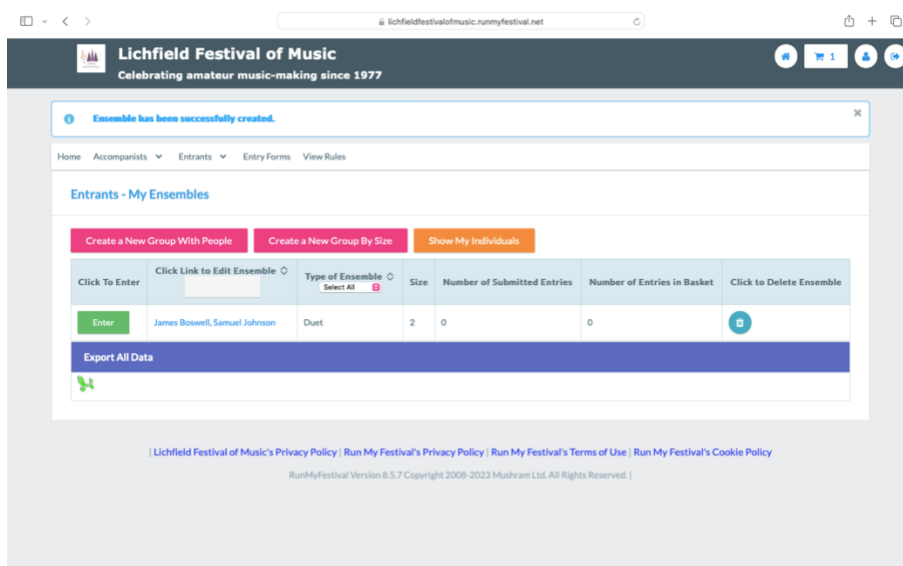 lichfieldfestivalofmusic.runmyfestival.net
Lichfield Festival of Music
1
Celebrating amateur music-making since 1977
Ensemble has been successfully created.
Home Accompanists Entrants Entry Forms View Rules
Entrants - My Ensembles
Create a New Group With People Create a New Group By Size Show My Individuals
Click To Enter Click Link to Edit Ensemble Type of Ensemble Select All Size Number of Submitted Entries Number of Entries in Basket Click to Delete Ensemble
Enter James Boswell, Samuel Johnson Duet 2 0 0
Export All Data
| Lichfield Festival of Music's Privacy Policy | Run My Festival's Privacy Policy | Run My Festival's Terms of Use | Run My Festival's Cookie Policy
RunMyFestival Version 8.5.7 Copyright 2008-2023 Mushram Ltd. All Rights Reserved. |